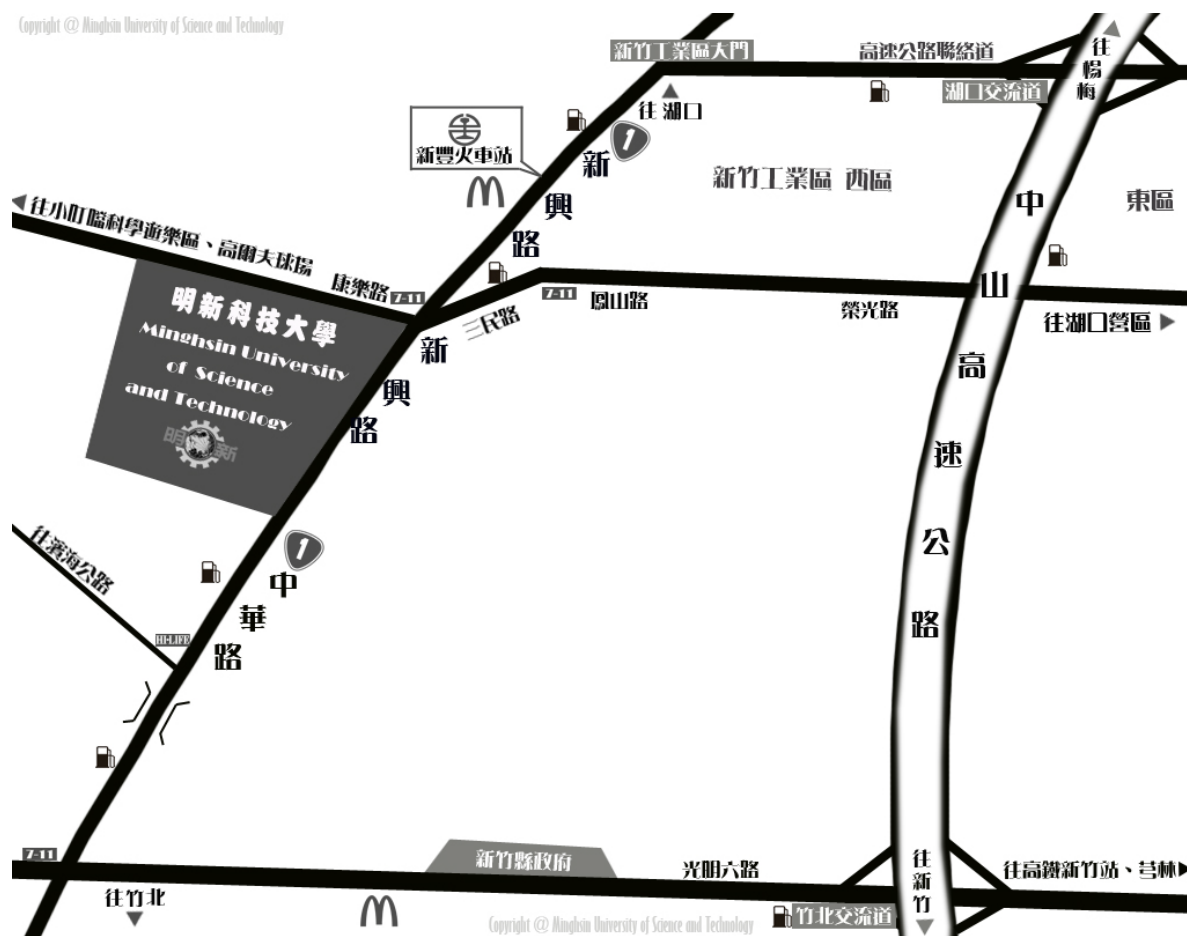 Copyright @ Minghsin University of Science and Technology
新竹工業區大門
高速公路聯絡道
往楊梅
湖口交流道
往湖口
1
新豐火車站
新興路
新竹工業區 西區
東區
往小叮噹科學遊樂區、高爾夫球場
康樂路
7-11
7-11
鳳山路
三民路
榮光路
往湖口營區
中山高速公路
明新科技大學
Minghsin University
of Science
and Technology
明新
新興路
往濱海公路
1
中華路
HI-LIFE
7-11
新竹縣政府
光明六路
往新竹
往高鐵新竹站、芎林
往竹北
竹北交流道
Copyright @ Minghsin University of Science and Technology